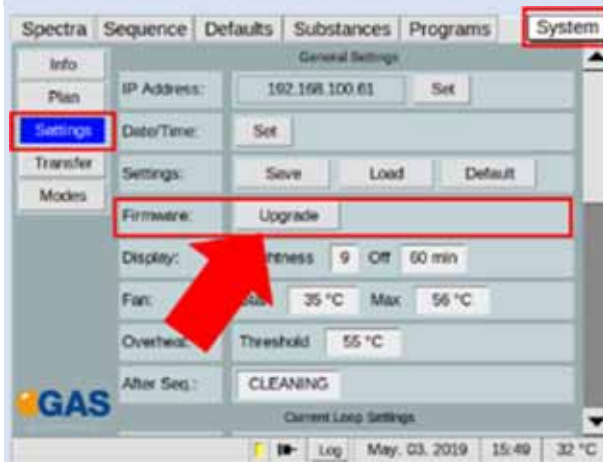 Spectra Sequence Defaults Substances Programs System
Info
General Settings
Plan
IP Address: 192.168.100.61 Set
Settings
Date/Time: Set
Transfer
Settings: Save Load Default
Modes
Firmware: Upgrade
Display: 9 Off 60 min
Fan: 35 °C Max 56 °C
Overheat: Threshold 55 °C
After Seq.: CLEANING
GAS
Current Loop Settings
Log May. 03. 2019 15:49 32 °C